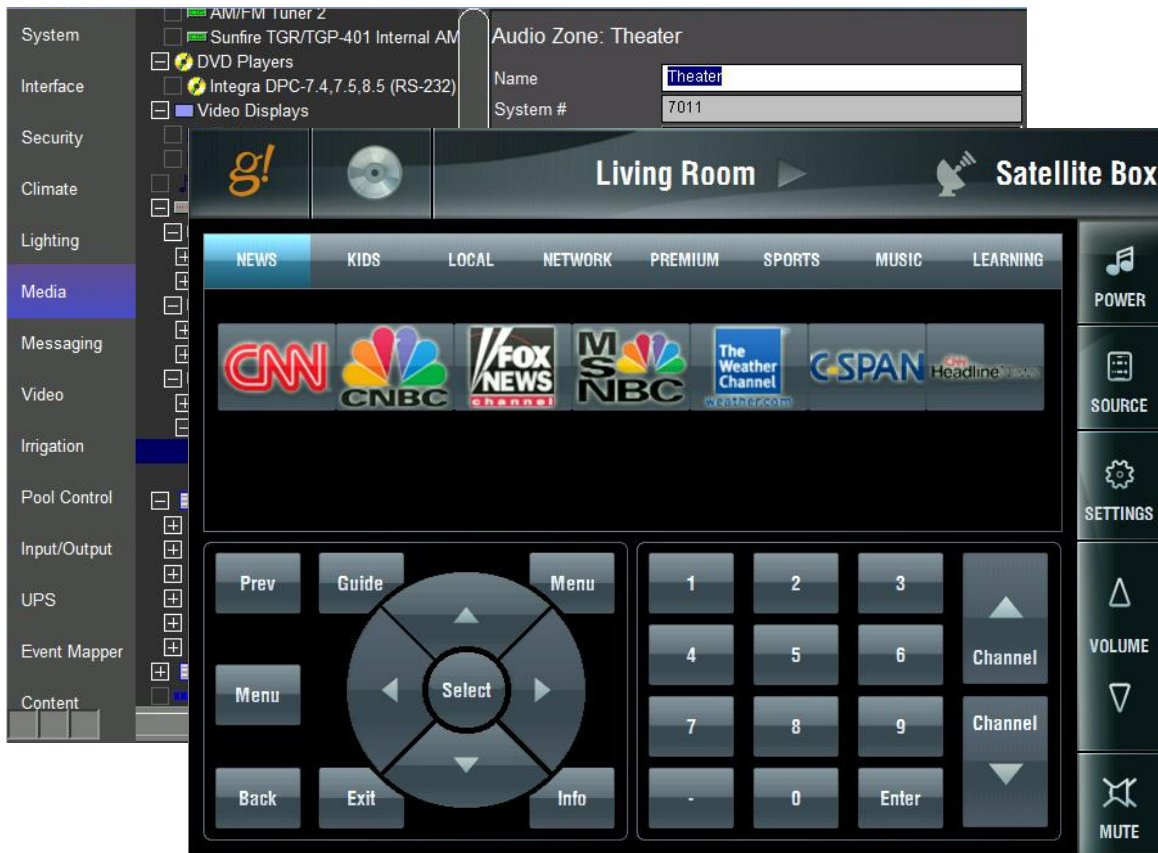 AM/FM Tuner 2
System
Sunfire TGR/TGP-401 Internal AM
Audio Zone: Theater
DVD Players
Interface
Integra DPC-7.4,7.5,8.5 (RS-232)
Name
Theater
Video Displays
System #
7011
Security
Climate
Lighting
Media
Messaging
Video
Irrigation
Pool Control
Input/Output
UPS
Event Mapper
Content
g!
Living Room
Satellite Box
NEWS KIDS LOCAL NETWORK PREMIUM SPORTS MUSIC LEARNING
CNN
CNBC
FOX
NEWS
channel
MSNBC
The
Weather
Channel
weather.com
C-SPAN
CNN
Headline News
POWER
SOURCE
SETTINGS
VOLUME
MUTE
Prev Guide Menu
Menu Select
Back Exit Info
1 2 3
4 5 6 Channel
7 8 9 Channel
- 0 Enter